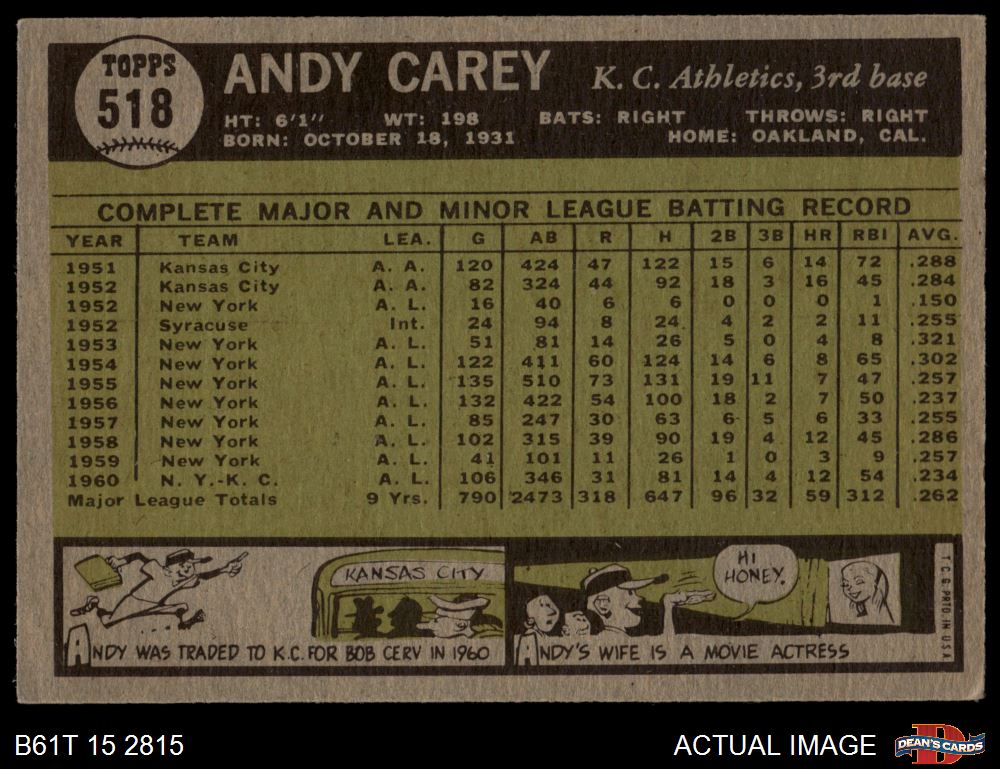 TOPPS
518
ANDY CAREY K. C. Athletics, 3rd base
HT: 6'1" WT: 198 BATS: RIGHT THROWS: RIGHT
BORN: OCTOBER 18, 1931 HOME: OAKLAND, CAL.
COMPLETE MAJOR AND MINOR LEAGUE BATTING RECORD
YEAR TEAM LEA. G AB R H 2B 3B HR RBI AVG.
1951 Kansas City A. A. 120 424 47 122 15 6 14 72 .288
1952 Kansas City A. A. 82 324 44 92 18 3 16 45 .284
1952 New York A. L. 16 40 6 6 0 0 0 1 .150
1952 Syracuse Int. 24 94 8 24 4 2 2 11 .255
1953 New York A. L. 51 81 14 26 5 0 4 8 .321
1954 New York A. L. 122 411 60 124 14 6 8 65 .302
1955 New York A. L. 135 510 73 131 19 11 7 47 .257
1956 New York A. L. 132 422 54 100 18 2 7 50 .237
1957 New York A. L. 85 247 30 63 6 5 6 33 .255
1958 New York A. L. 102 315 39 90 19 4 12 45 .286
1959 New York A. L. 41 101 11 26 1 0 3 9 .257
1960 N. Y.-K. C. A. L. 106 346 31 81 14 4 12 54 .234
Major League Totals 9 Yrs. 790 2473 318 647 96 32 59 312 .262
KANSAS CITY
ANDY WAS TRADED TO K.C. FOR BOB CERV IN 1960
HI
HONEY.
ANDY'S WIFE IS A MOVIE ACTRESS
T.C.G. PRTD. IN U.S.A.
B61T 15 2815
ACTUAL IMAGE
D
DEAN'S CARDS